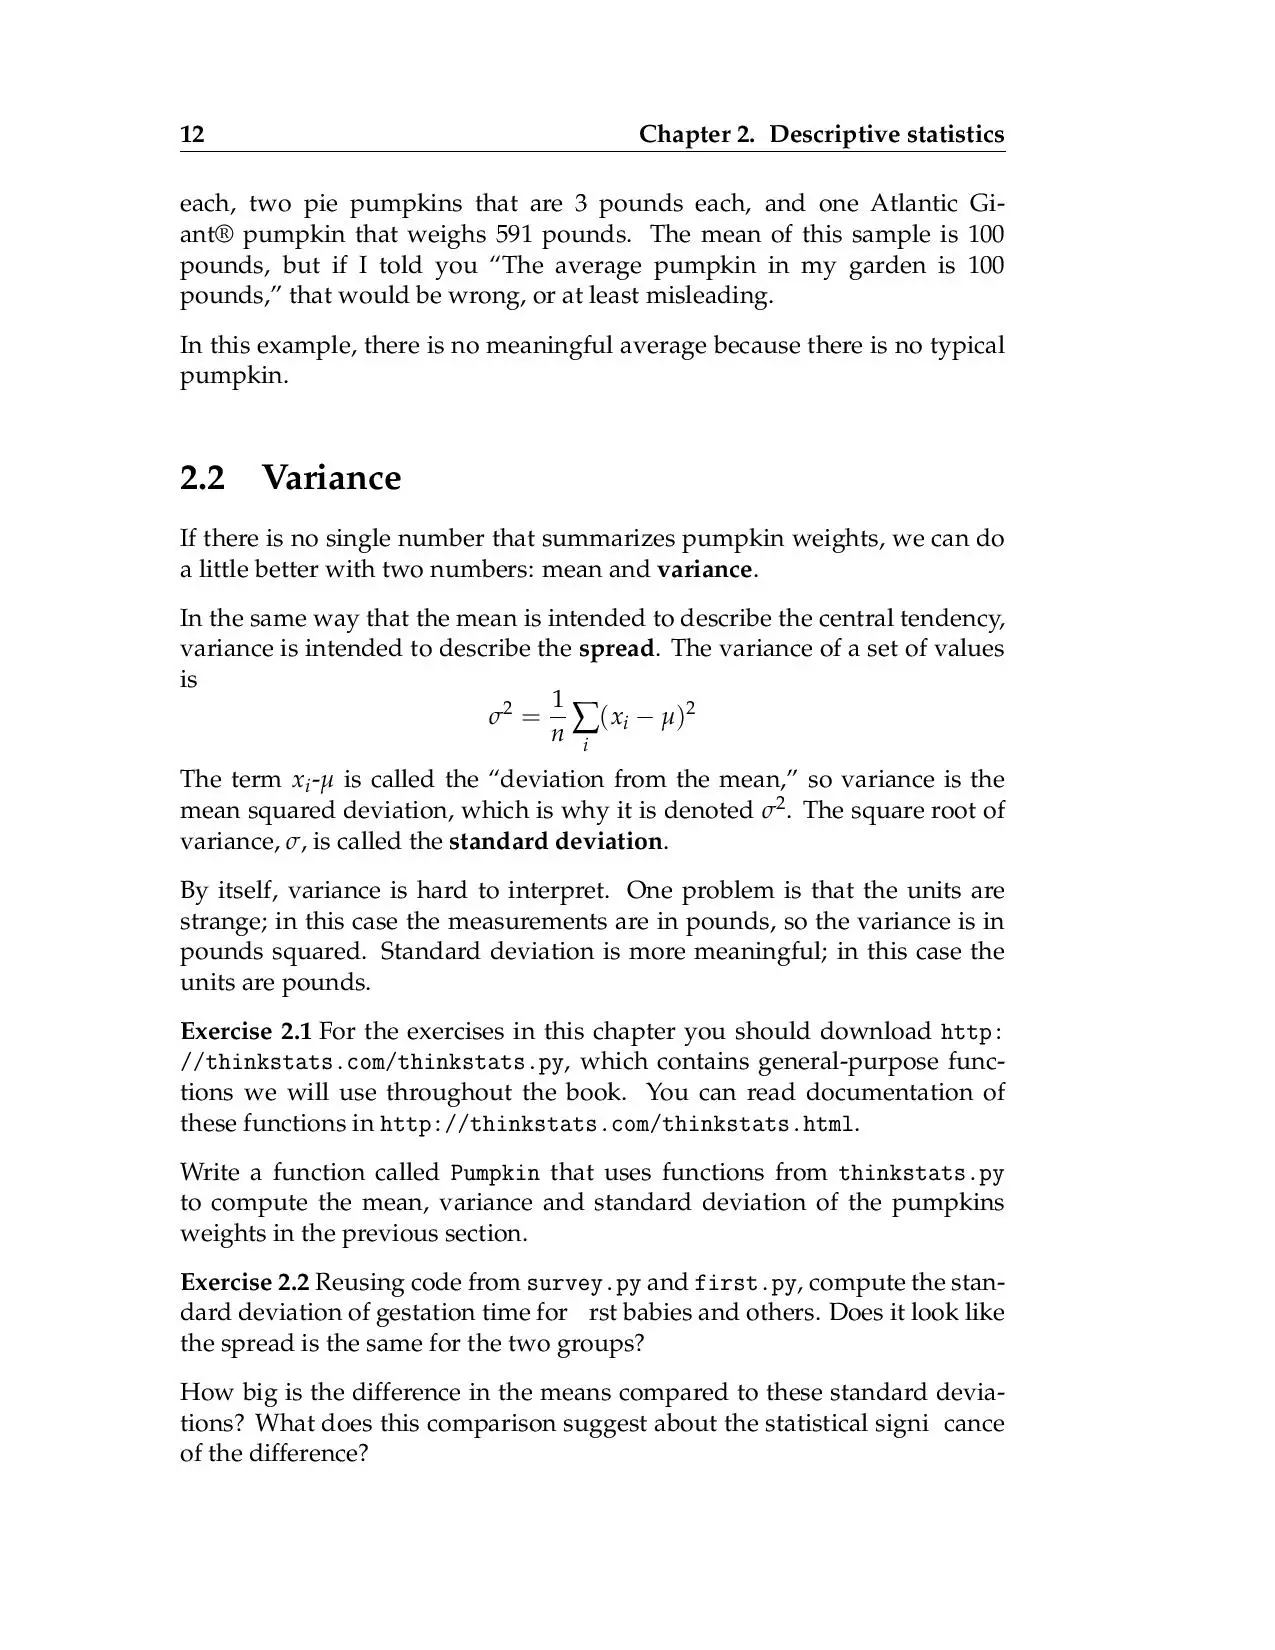 12 Chapter 2. Descriptive statistics
each, two pie pumpkins that are 3 pounds each, and one Atlantic Gi-
ant® pumpkin that weighs 591 pounds. The mean of this sample is 100
pounds, but if I told you “The average pumpkin in my garden is 100
pounds,” that would be wrong, or at least misleading.
In this example, there is no meaningful average because there is no typical
pumpkin.
2.2 Variance
If there is no single number that summarizes pumpkin weights, we can do
a little better with two numbers: mean and variance.
In the same way that the mean is intended to describe the central tendency,
variance is intended to describe the spread. The variance of a set of values
is
σ² = 1/n ∑i (xi − μ)²
The term xi-μ is called the “deviation from the mean,” so variance is the
mean squared deviation, which is why it is denoted σ². The square root of
variance, σ, is called the standard deviation.
By itself, variance is hard to interpret. One problem is that the units are
strange; in this case the measurements are in pounds, so the variance is in
pounds squared. Standard deviation is more meaningful; in this case the
units are pounds.
Exercise 2.1 For the exercises in this chapter you should download http:
//thinkstats.com/thinkstats.py, which contains general-purpose func-
tions we will use throughout the book. You can read documentation of
these functions in http://thinkstats.com/thinkstats.html.
Write a function called Pumpkin that uses functions from thinkstats.py
to compute the mean, variance and standard deviation of the pumpkins
weights in the previous section.
Exercise 2.2 Reusing code from survey.py and first.py, compute the stan-
dard deviation of gestation time for rst babies and others. Does it look like
the spread is the same for the two groups?
How big is the difference in the means compared to these standard devia-
tions? What does this comparison suggest about the statistical signi cance
of the difference?